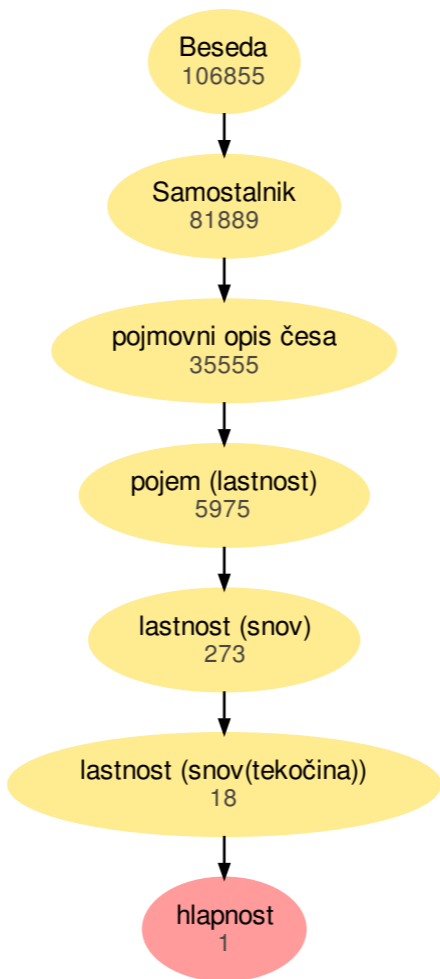 Beseda
106855
Samostalnik
81889
pojmovni opis česa
35555
pojem (lastnost)
5975
lastnost (snov)
273
lastnost (snov(tekočina))
18
hlapnost
1